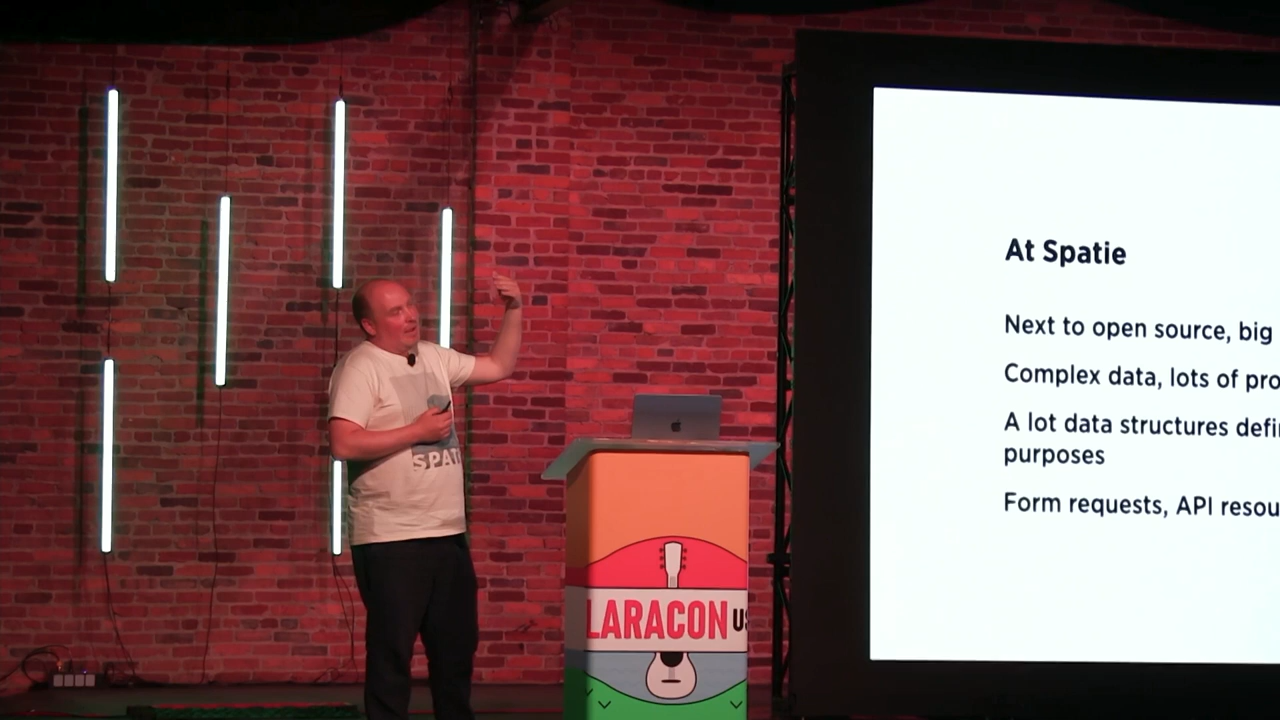 At Spatie
Next to open source, big
Complex data, lots of pro
A lot data structures defi
purposes
Form requests, API resou
SPAT
LARACON US